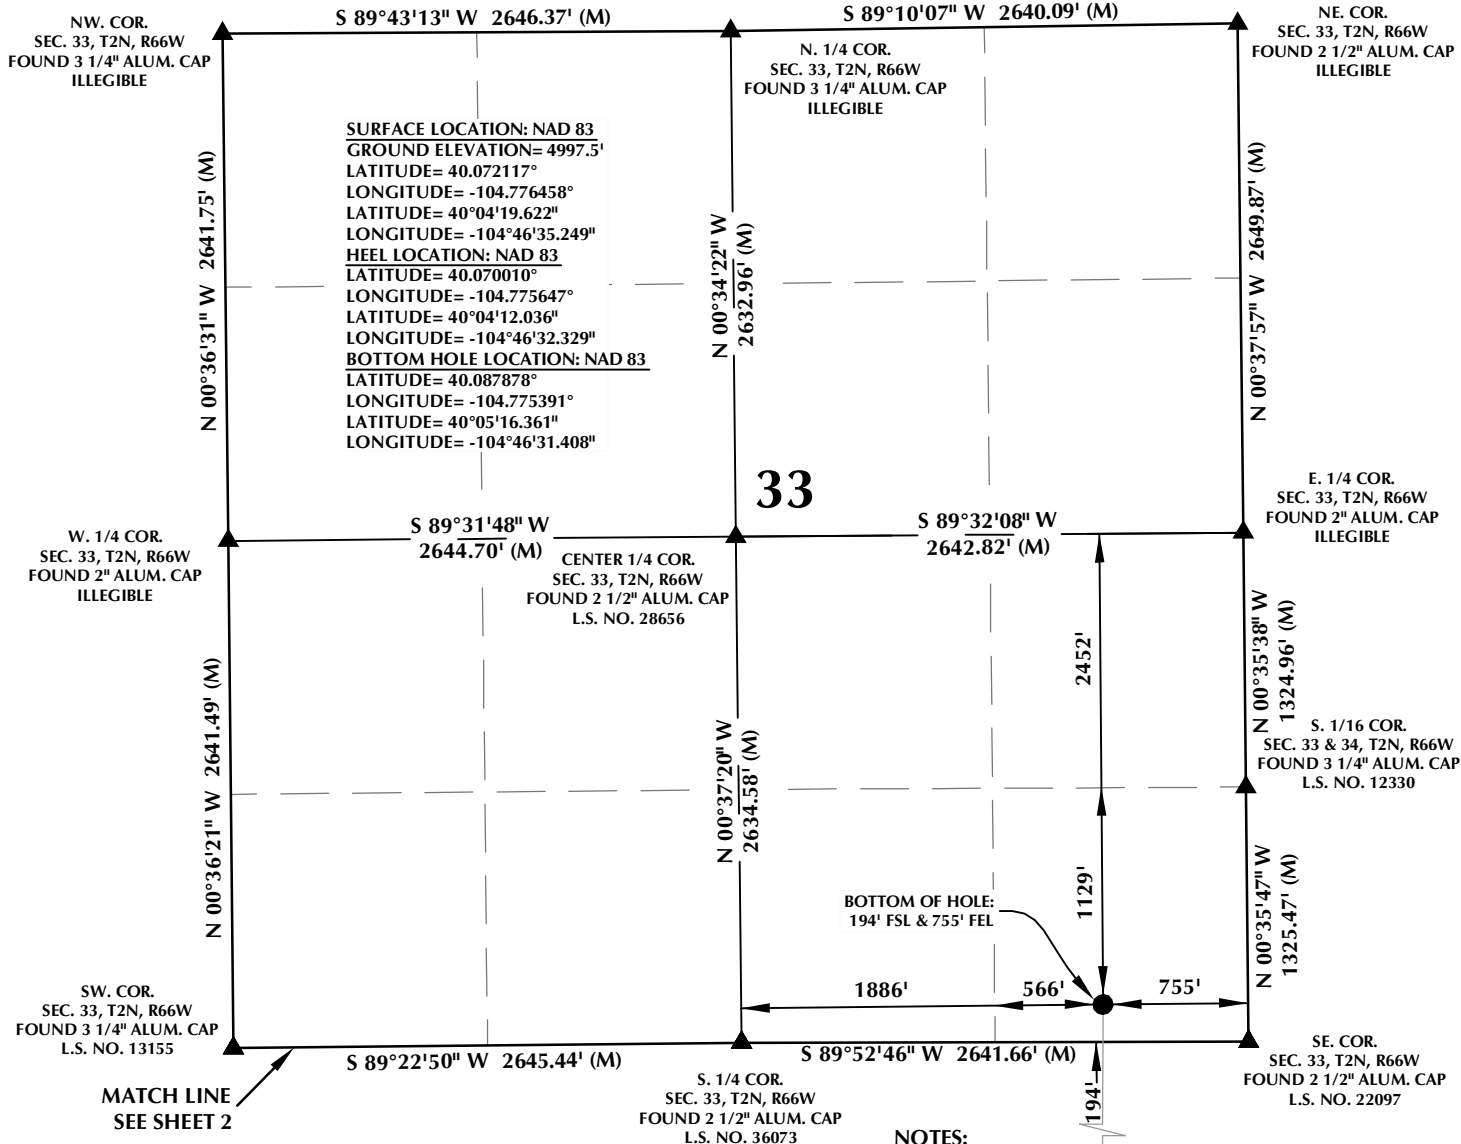 S 89°43'13" W 2646.37' (M)
S 89°10'07" W 2640.09' (M)
NW. COR.
SEC. 33, T2N, R66W
FOUND 3 1/4" ALUM. CAP
ILLEGIBLE
N. 1/4 COR.
SEC. 33, T2N, R66W
FOUND 3 1/4" ALUM. CAP
ILLEGIBLE
NE. COR.
SEC. 33, T2N, R66W
FOUND 2 1/2" ALUM. CAP
ILLEGIBLE
SURFACE LOCATION: NAD 83
GROUND ELEVATION= 4997.5'
LATITUDE= 40.072117°
LONGITUDE= -104.776458°
LATITUDE= 40°04'19.622"
LONGITUDE= -104°46'35.249"
HEEL LOCATION: NAD 83
LATITUDE= 40.070010°
LONGITUDE= -104.775647°
LATITUDE= 40°04'12.036"
LONGITUDE= -104°46'32.329"
BOTTOM HOLE LOCATION: NAD 83
LATITUDE= 40.087878°
LONGITUDE= -104.775391°
LATITUDE= 40°05'16.361"
LONGITUDE= -104°46'31.408"
N 00°36'31" W 2641.75' (M)
N 00°34'22" W
2632.96' (M)
N 00°37'57" W 2649.87' (M)
33
W. 1/4 COR.
SEC. 33, T2N, R66W
FOUND 2" ALUM. CAP
ILLEGIBLE
S 89°31'48" W
2644.70' (M)
CENTER 1/4 COR.
SEC. 33, T2N, R66W
FOUND 2 1/2" ALUM. CAP
L.S. NO. 28656
S 89°32'08" W
2642.82' (M)
E. 1/4 COR.
SEC. 33, T2N, R66W
FOUND 2" ALUM. CAP
ILLEGIBLE
2452'
N 00°35'38" W
1324.96' (M)
S. 1/16 COR.
SEC. 33 & 34, T2N, R66W
FOUND 3 1/4" ALUM. CAP
L.S. NO. 12330
N 00°36'21" W 2641.49' (M)
N 00°37'20" W
2634.58' (M)
1129'
N 00°35'47" W
1325.47' (M)
BOTTOM OF HOLE:
194' FSL & 755' FEL
1886'
566'
755'
SW. COR.
SEC. 33, T2N, R66W
FOUND 3 1/4" ALUM. CAP
L.S. NO. 13155
MATCH LINE
SEE SHEET 2
S 89°22'50" W 2645.44' (M)
S 89°52'46" W 2641.66' (M)
S. 1/4 COR.
SEC. 33, T2N, R66W
FOUND 2 1/2" ALUM. CAP
L.S. NO. 36073
194'
SE. COR.
SEC. 33, T2N, R66W
FOUND 2 1/2" ALUM. CAP
L.S. NO. 22097
NOTES: